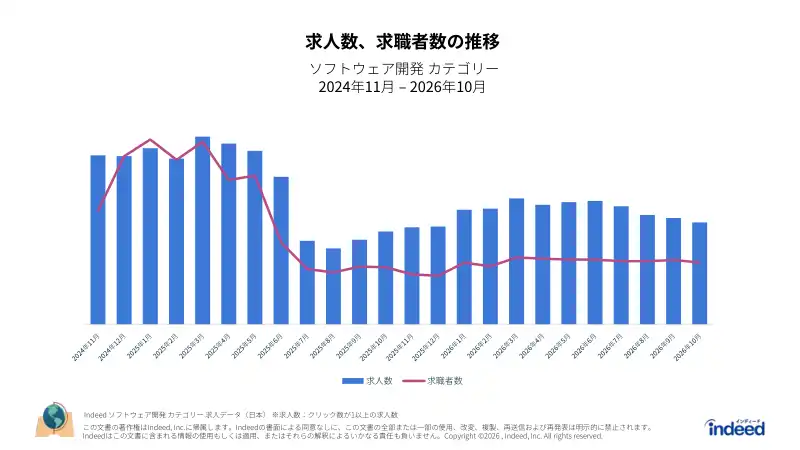 求人数、求職者数の推移
ソフトウェア開発 カテゴリー
2024年11月 – 2026年10月
2024年11月
2024年12月
2025年1月
2025年2月
2025年3月
2025年4月
2025年5月
2025年6月
2025年7月
2025年8月
2025年9月
2025年10月
2025年11月
2025年12月
2026年1月
2026年2月
2026年3月
2026年4月
2026年5月
2026年6月
2026年7月
2026年8月
2026年9月
2026年10月
求人数
求職者数
Indeed ソフトウェア開発 カテゴリー 求人データ（日本） ※求人数：クリック数が1以上の求人数
この文書の著作権はIndeed, Inc.に帰属します。Indeedの書面による同意なしに、この文書の全部または一部の使用、改変、複製、再送信および再発表は明示的に禁止されます。
Indeedはこの文書に含まれる情報の使用もしくは適用、またはそれらの解釈によるいかなる責任も負いません。Copyright ©2026 , Indeed, Inc. All rights reserved.
インディード
indeed